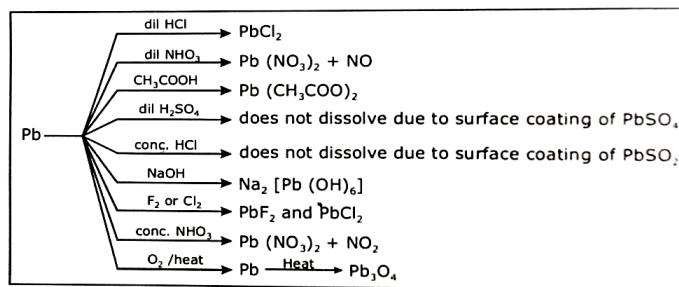 dil HCl PbCl₂
dil NHO₃ Pb (NO₃)₂ + NO
CH₃COOH Pb (CH₃COO)₂
dil H₂SO₄ does not dissolve due to surface coating of PbSO₄
Pb
conc. HCl does not dissolve due to surface coating of PbSO₂
NaOH Na₂ [Pb (OH)₆]
F₂ or Cl₂ PbF₂ and PbCl₂
conc. NHO₃ Pb (NO₃)₂ + NO₂
O₂ /heat Pb Heat Pb₃O₄